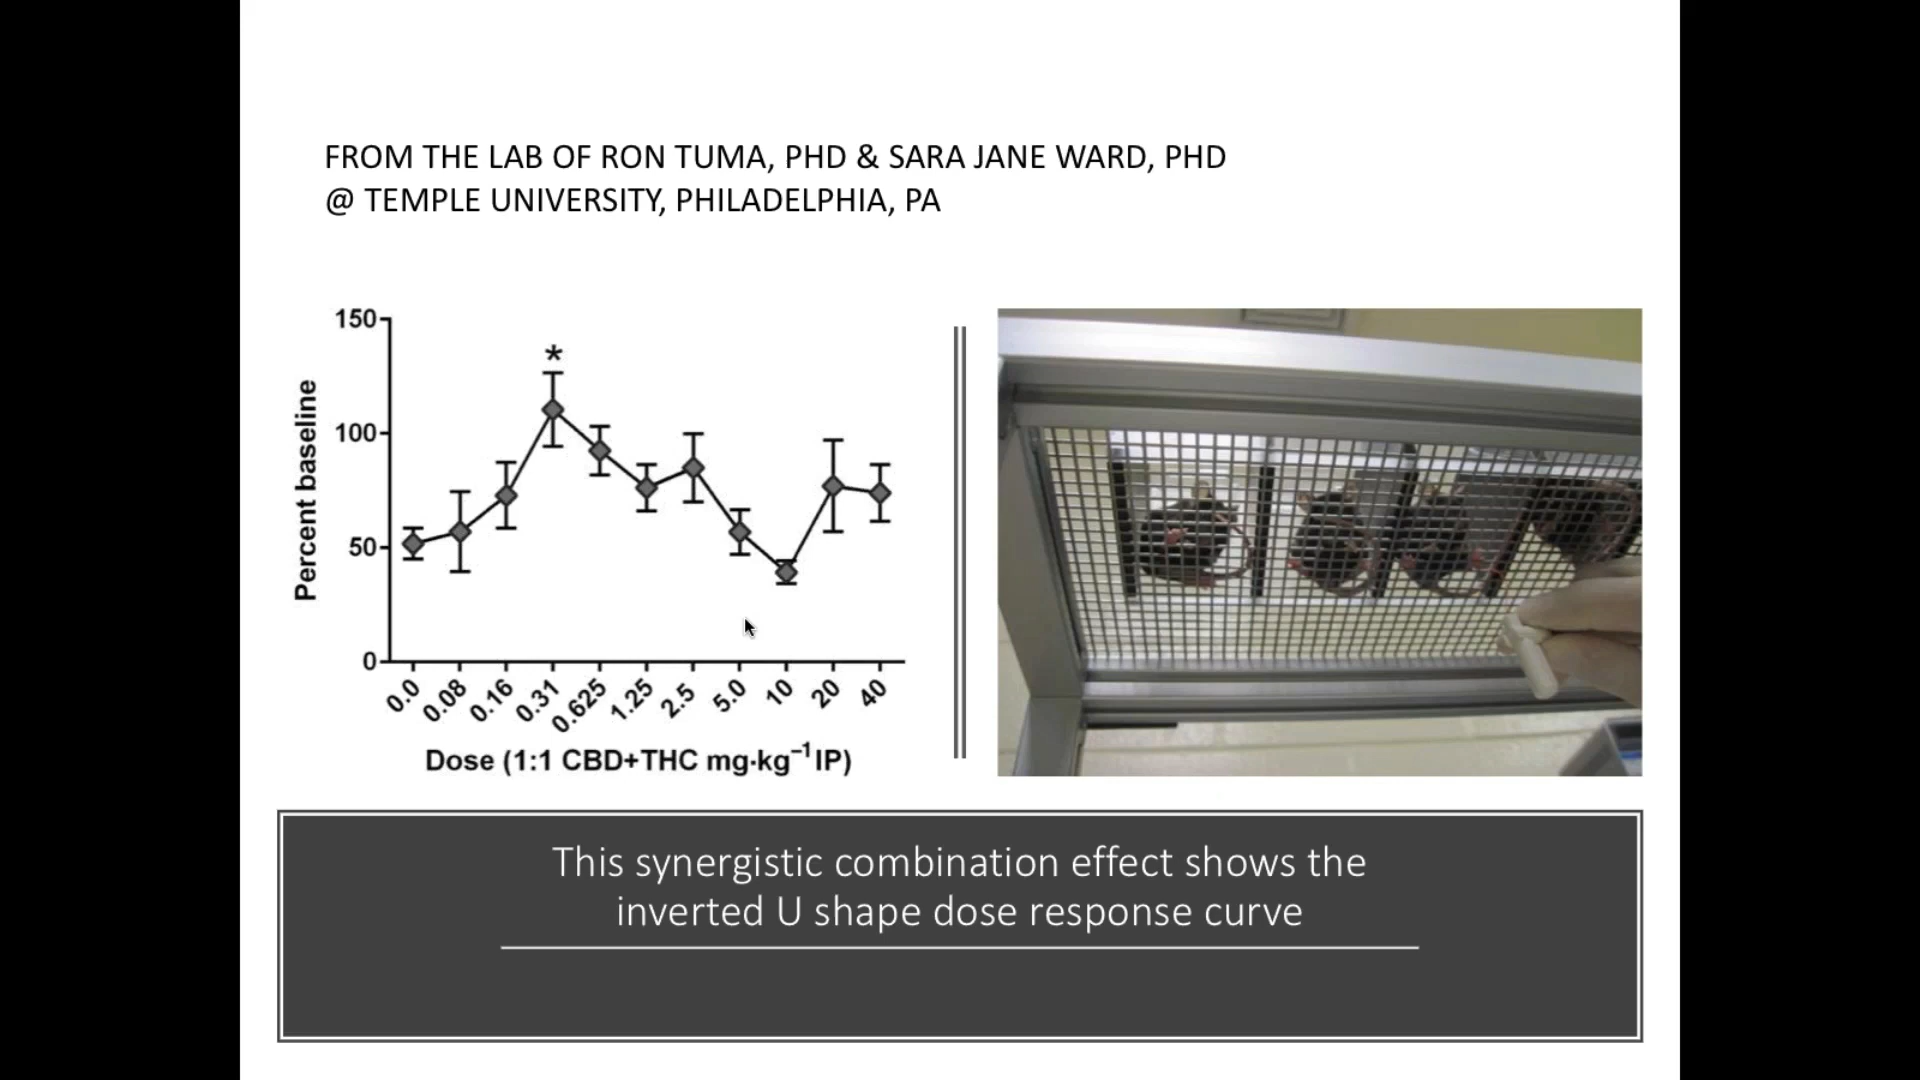 FROM THE LAB OF RON TUMA, PHD & SARA JANE WARD, PHD
@ TEMPLE UNIVERSITY, PHILADELPHIA, PA
150
*
100
50
0
Percent baseline
0.0 0.08 0.16 0.31 0.625 1.25 2.5 5.0 10 20 40
Dose (1:1 CBD+THC mg·kg⁻¹ IP)
This synergistic combination effect shows the
inverted U shape dose response curve